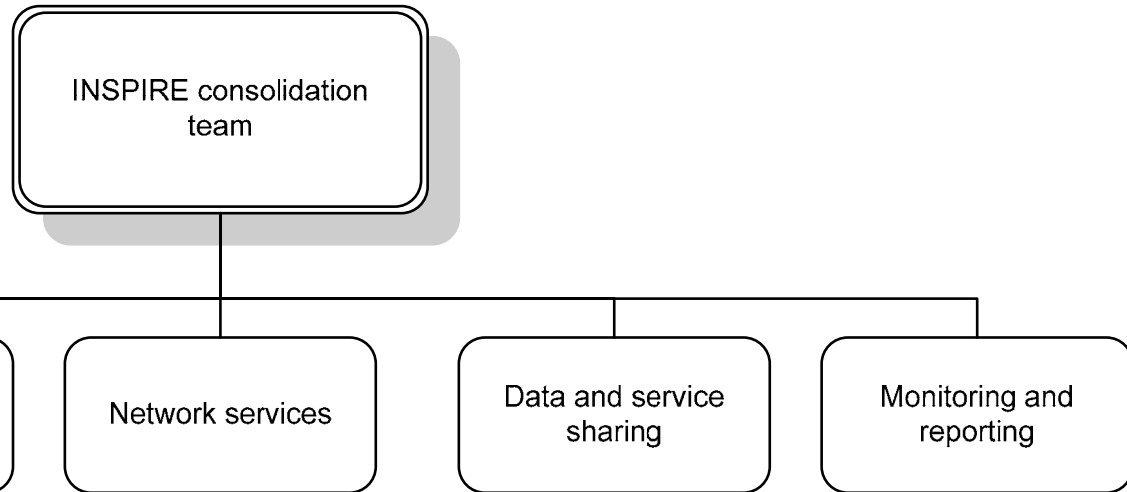 INSPIRE consolidation
team
Network services
Data and service
sharing
Monitoring and
reporting